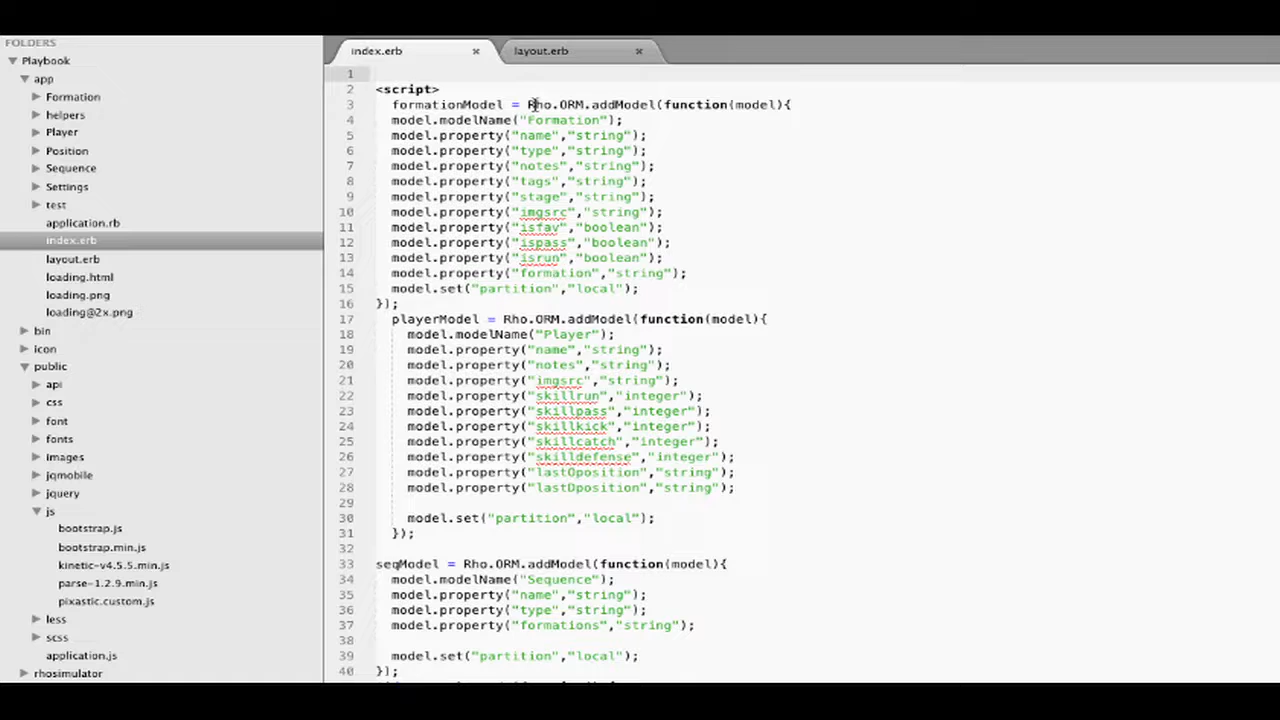 FOLDERS
Playbook
app
Formation
helpers
Player
Position
Sequence
Settings
test
application.rb
index.erb
layout.erb
loading.html
loading.png
loading@2x.png
bin
icon
public
api
css
font
fonts
images
jqmobile
jquery
js
bootstrap.js
bootstrap.min.js
kinetic-v4.5.5.min.js
parse-1.2.9.min.js
pixastic.custom.js
less
scss
application.js
rhosimulator
index.erb × layout.erb ×
1
2 <script>
3 formationModel = Rho.ORM.addModel(function(model){
4 model.modelName("Formation");
5 model.property("name","string");
6 model.property("type","string");
7 model.property("notes","string");
8 model.property("tags","string");
9 model.property("stage","string");
10 model.property("imgsrc","string");
11 model.property("isfav","boolean");
12 model.property("ispass","boolean");
13 model.property("isrun","boolean");
14 model.property("formation","string");
15 model.set("partition","local");
16 });
17 playerModel = Rho.ORM.addModel(function(model){
18 model.modelName("Player");
19 model.property("name","string");
20 model.property("notes","string");
21 model.property("imgsrc","string");
22 model.property("skillrun","integer");
23 model.property("skillpass","integer");
24 model.property("skillkick","integer");
25 model.property("skillcatch","integer");
26 model.property("skilldefense","integer");
27 model.property("lastOposition","string");
28 model.property("lastDposition","string");
29
30 model.set("partition","local");
31 });
32
33 seqModel = Rho.ORM.addModel(function(model){
34 model.modelName("Sequence");
35 model.property("name","string");
36 model.property("type","string");
37 model.property("formations","string");
38
39 model.set("partition","local");
40 });